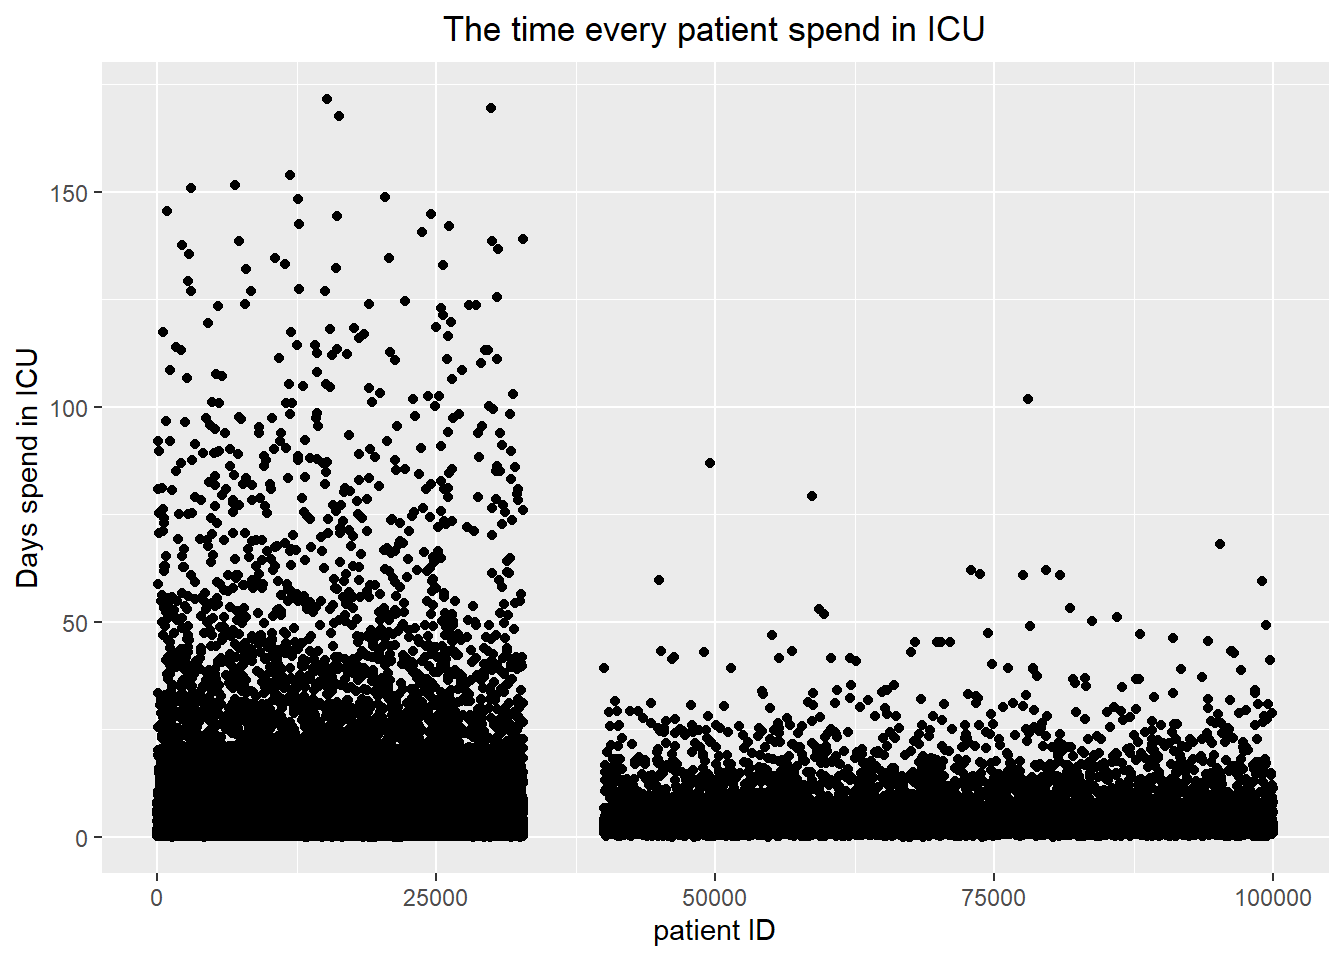 The time every patient spend in ICU
Days spend in ICU
150
100
50
0
0 25000 50000 75000 100000
patient ID